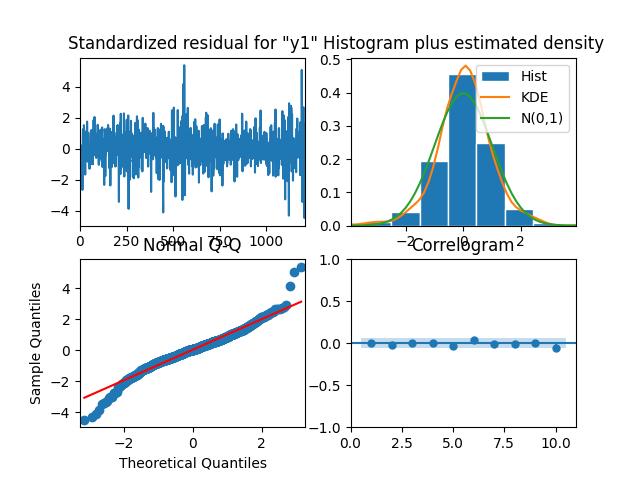 Standardized residual for "y1"
Histogram plus estimated density
4
2
0
−2
−4
0 250 500 750 1000
0.5
0.4
0.3
0.2
0.1
0.0
−2 0 2
Hist
KDE
N(0,1)
Normal Q-Q
Correlogram
Sample Quantiles
4
2
0
−2
−4
−2 0 2
Theoretical Quantiles
1.0
0.5
0.0
−0.5
−1.0
0.0 2.5 5.0 7.5 10.0